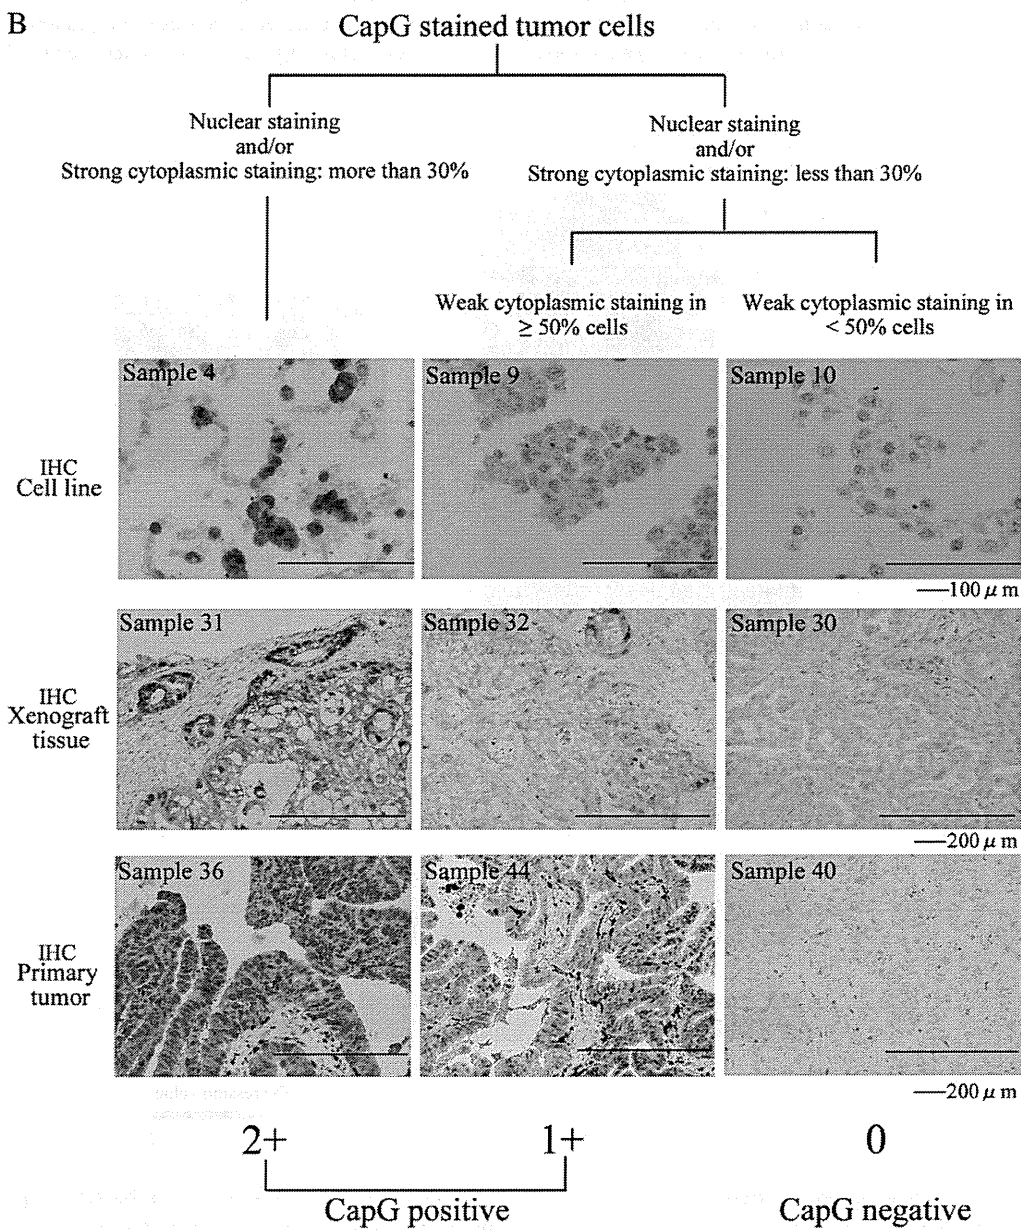 B
CapG stained tumor cells
Nuclear staining
and/or
Strong cytoplasmic staining: more than 30%
Nuclear staining
and/or
Strong cytoplasmic staining: less than 30%
Weak cytoplasmic staining in
≥ 50% cells
Weak cytoplasmic staining in
< 50% cells
IHC
Cell line
Sample 4
Sample 9
Sample 10
100 μ m
IHC
Xenograft
tissue
Sample 31
Sample 32
Sample 30
200 μ m
IHC
Primary
tumor
Sample 36
Sample 44
Sample 40
200 μ m
2+
1+
0
CapG positive
CapG negative